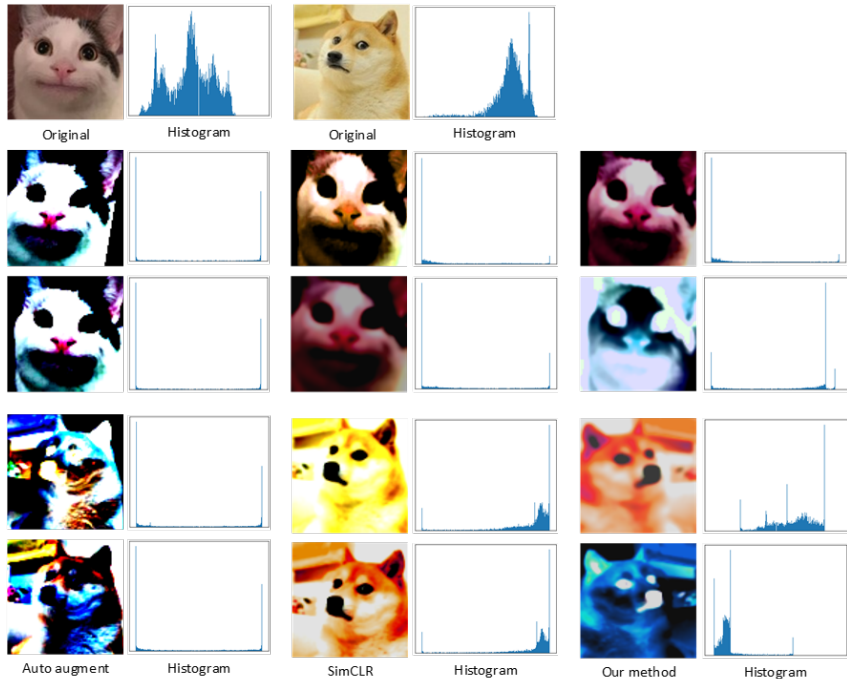 Original
Histogram
Original
Histogram
Auto augment
Histogram
SimCLR
Histogram
Our method
Histogram